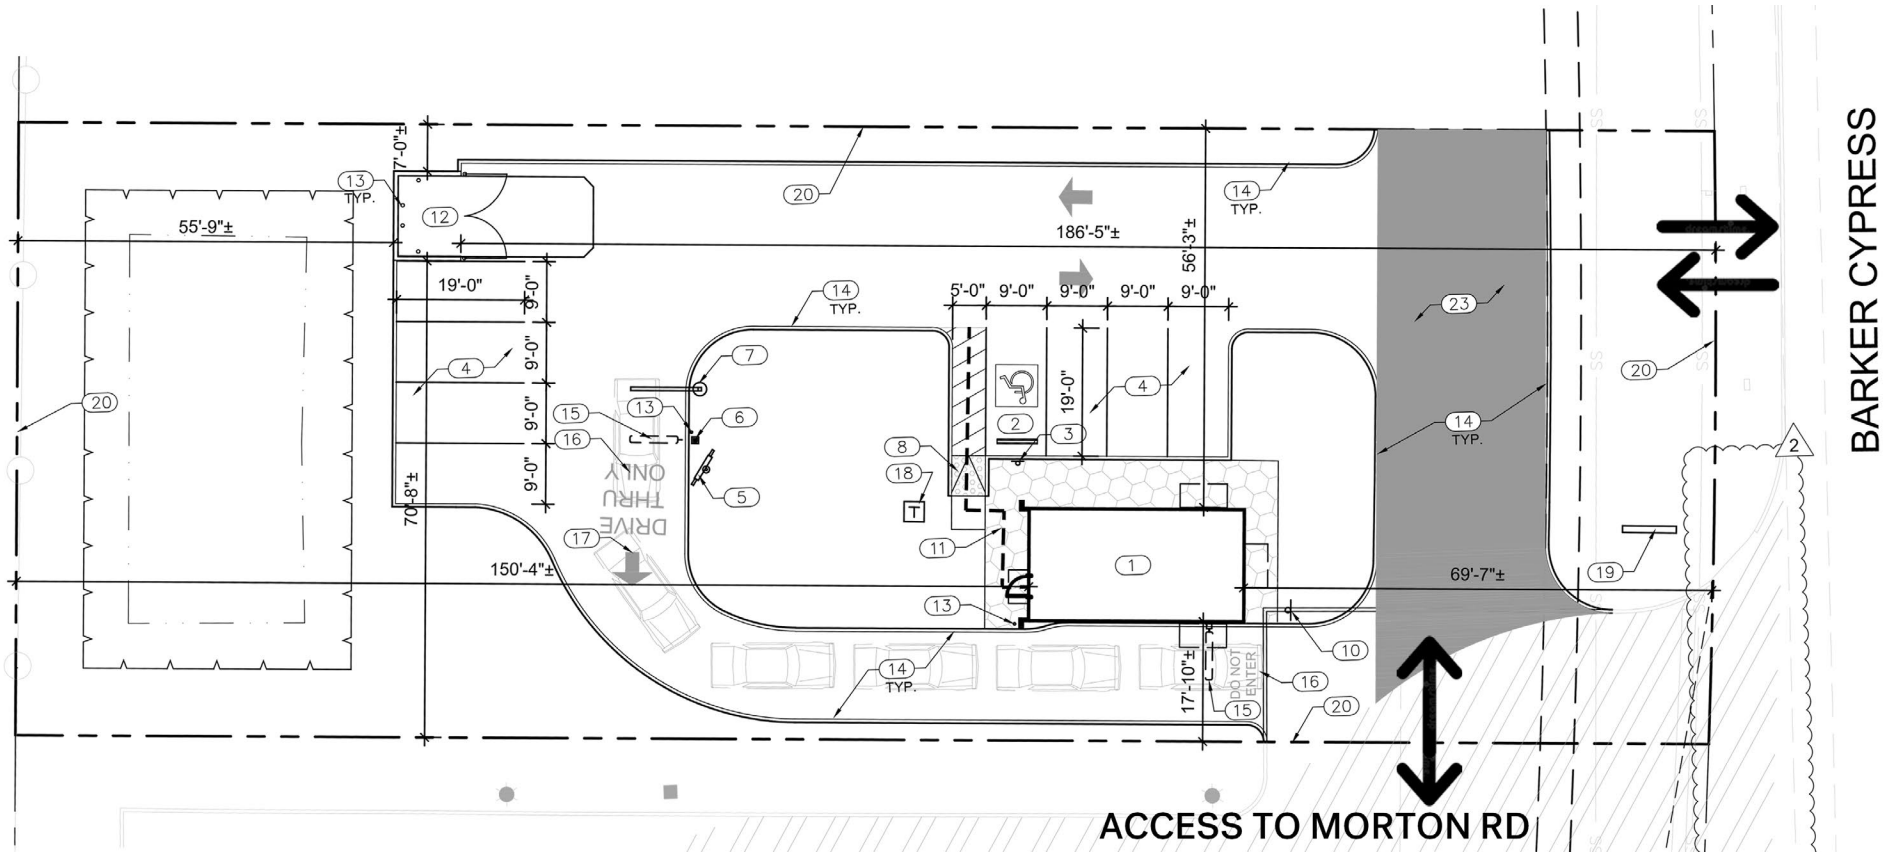 7'-0"±
13
TYP.
12
20
14
TYP.
BARKER CYPRESS
55'-9"±
186'-5"±
56'-3"±
19'-0"
9'-0"
14
TYP.
5'-0"
9'-0"
9'-0"
9'-0"
9'-0"
23
4
9'-0"
7
20
20
19'-0"
4
15
13
6
9'-0"
2
3
14
TYP.
2
16
8
18
ONLY
THRU
DRIVE
5
9'-0"
70'-8"±
T
17
11
1
150'-4"±
69'-7"±
19
13
10
14
TYP.
17'-10"±
DO NOT
ENTER
16
15
20
ACCESS TO MORTON RD
SS
SS
SS
SS
SS
SS